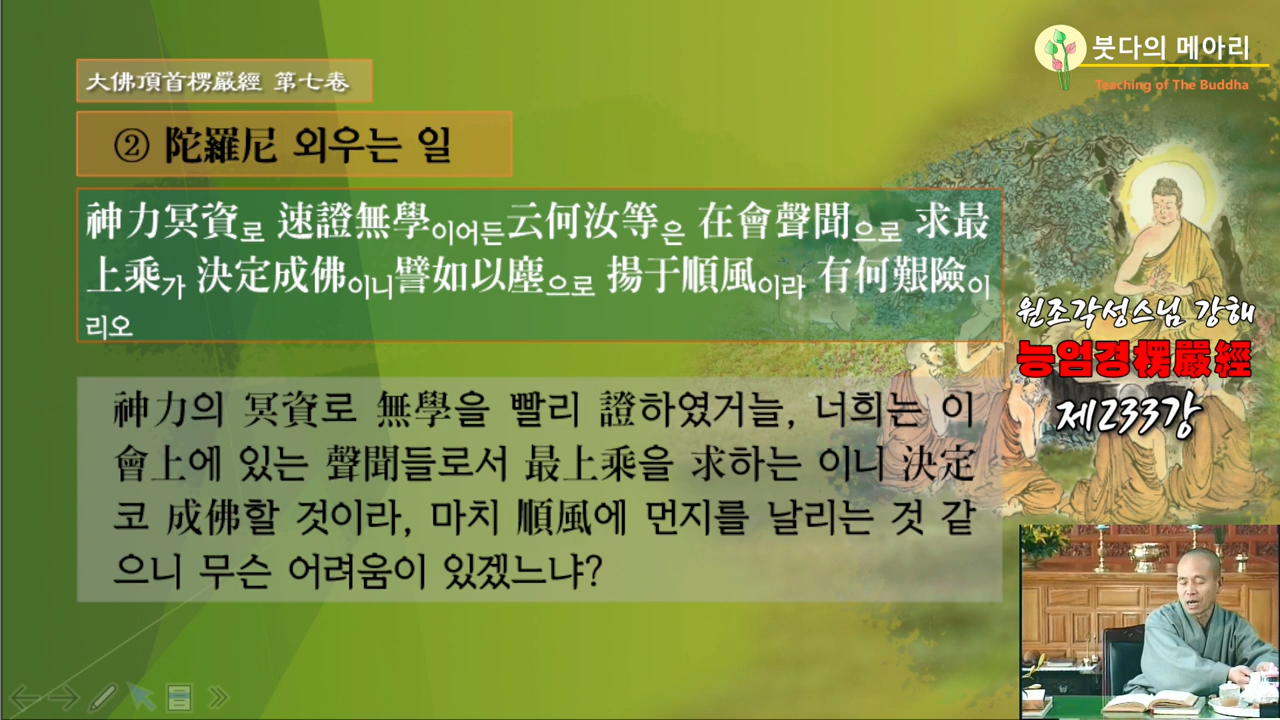 大佛頂首楞嚴經 第七卷
② 陀羅尼 외우는 일
神力冥資로 速證無學이어든云何汝等은 在會聲聞으로 求最
上乘가 決定成佛이니譬如以塵으로 揚于順風이라 有何艱險이
리오
神力의 冥資로 無學을 빨리 證하였거늘, 너희는 이
會上에 있는 聲聞들로서 最上乘을 求하는 이니 決定
코 成佛할 것이라, 마치 順風에 먼지를 날리는 것 같
으니 무슨 어려움이 있겠느냐?
붓다의 메아리
Teaching of The Buddha
원조각성스님 강해
능엄경楞嚴經
제233강